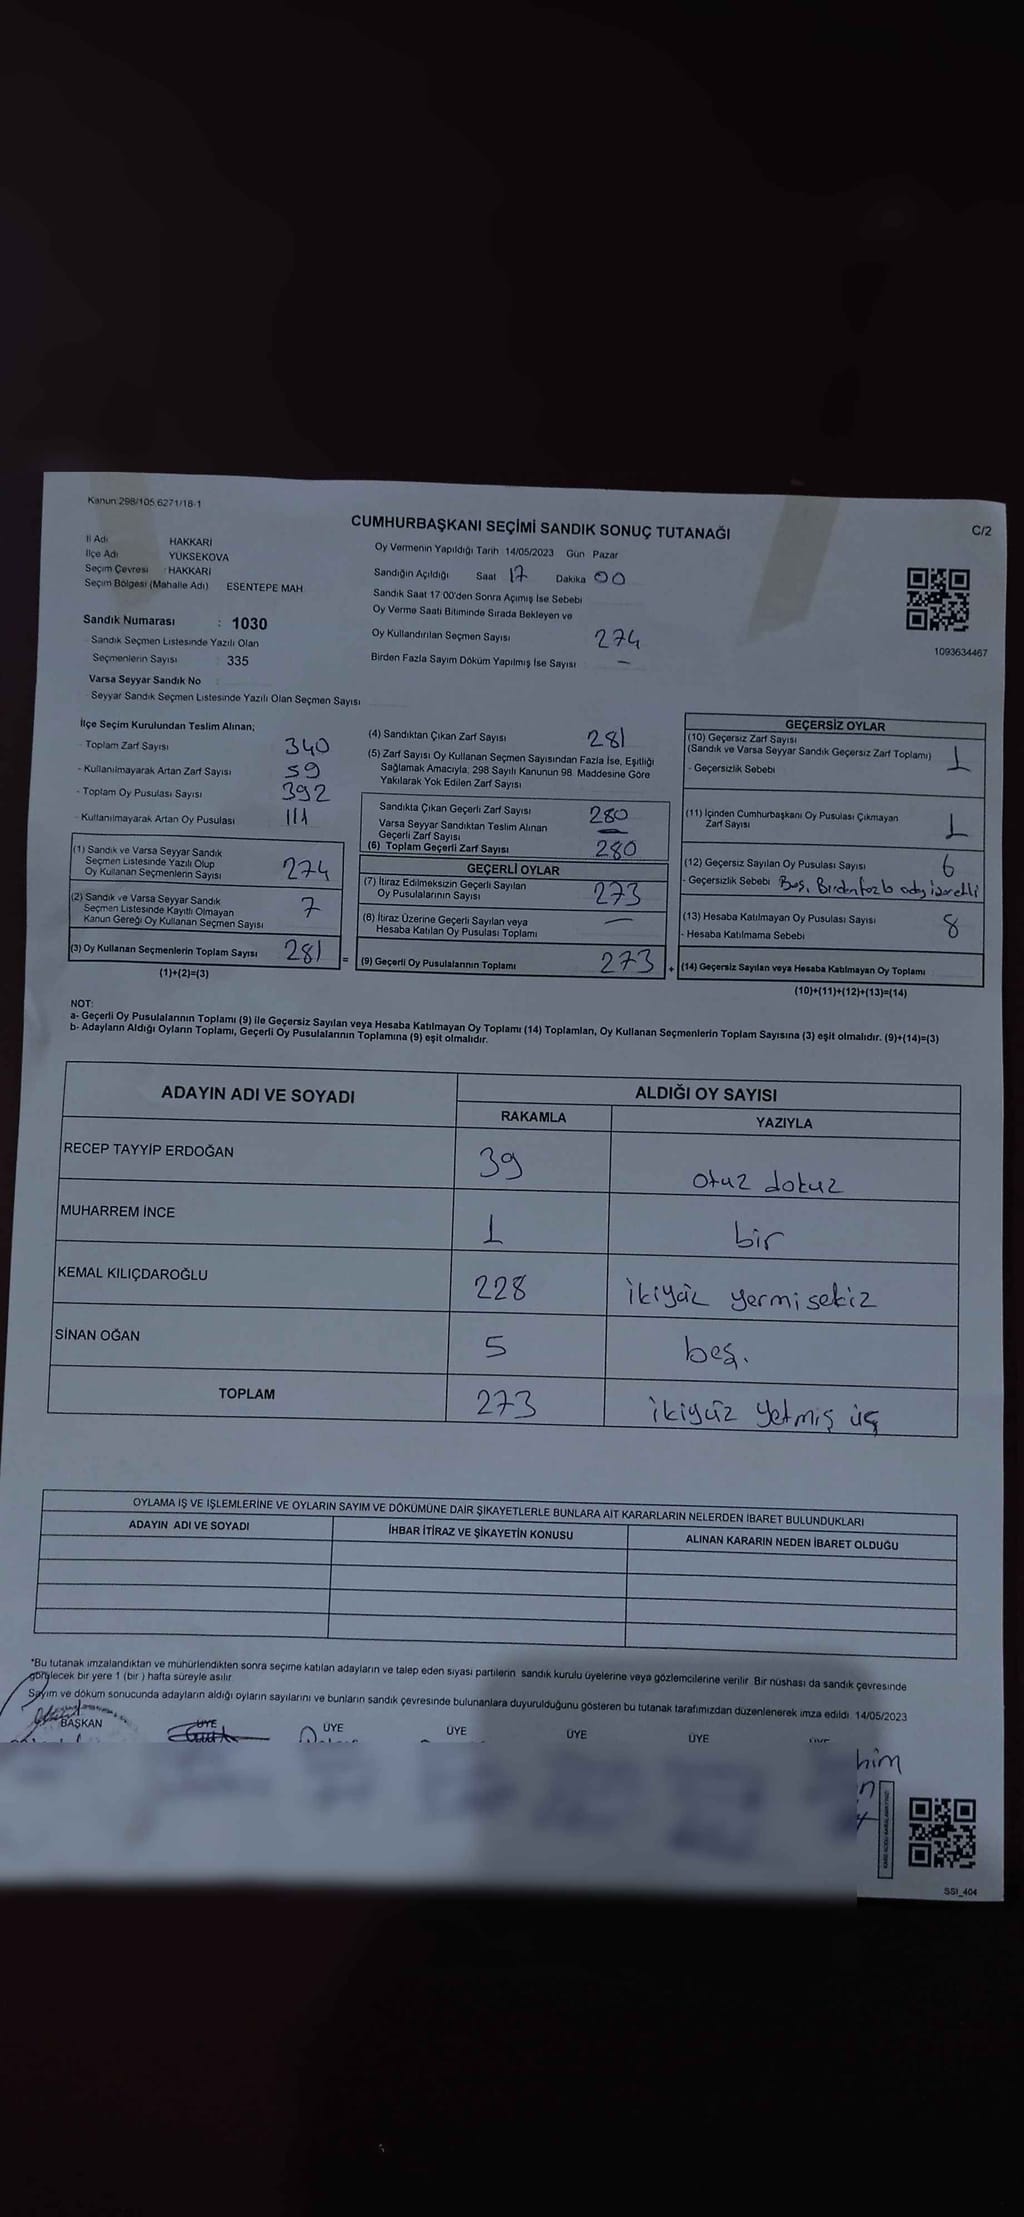 Kanun:298/105,6271/18-1
C/2
CUMHURBAŞKANI SEÇİMİ SANDIK SONUÇ TUTANAĞI
İl Adı HAKKARİ
İlçe Adı YÜKSEKOVA
Seçim Çevresi : HAKKARİ
Seçim Bölgesi (Mahalle Adı) ESENTEPE MAH
Oy Vermenin Yapıldığı Tarih 14/05/2023 Gün Pazar
Sandığın Açıldığı Saat 17 Dakika 00
Sandık Saat 17 00'den Sonra Açımış İse Sebebi
Oy Verme Saati Bitiminde Sırada Bekleyen ve
Oy Kullandırılan Seçmen Sayısı 274
Birden Fazla Sayım Döküm Yapılmış İse Sayısı —
1093634467
Sandık Numarası : 1030
Sandık Seçmen Listesinde Yazılı Olan
Seçmenlerin Sayısı 335
Varsa Seyyar Sandık No
Seyyar Sandık Seçmen Listesinde Yazılı Olan Seçmen Sayısı
İlçe Seçim Kurulundan Teslim Alınan;
- Toplam Zarf Sayısı 340
- Kullanılmayarak Artan Zarf Sayısı 59
- Toplam Oy Pusulası Sayısı 392
- Kullanılmayarak Artan Oy Pusulası 111
(1) Sandık ve Varsa Seyyar Sandık
Seçmen Listesinde Yazılı Olup
Oy Kullanan Seçmenlerin Sayısı 274
(2) Sandık ve Varsa Seyyar Sandık
Seçmen Listesinde Kayıtlı Olmayan
Kanun Gereği Oy Kullanan Seçmen Sayısı 7
(3) Oy Kullanan Seçmenlerin Toplam Sayısı 281 =
(1)+(2)=(3)
(4) Sandıktan Çıkan Zarf Sayısı 281
(5) Zarf Sayısı Oy Kullanan Seçmen Sayısından Fazla İse, Eşitliği
Sağlamak Amacıyla, 298 Sayılı Kanunun 98. Maddesine Göre
Yakılarak Yok Edilen Zarf Sayısı
Sandıkta Çıkan Geçerli Zarf Sayısı 280
Varsa Seyyar Sandıktan Teslim Alınan
Geçerli Zarf Sayısı —
(6) Toplam Geçerli Zarf Sayısı 280
GEÇERLİ OYLAR
(7) İtiraz Edilmeksizin Geçerli Sayılan
Oy Pusulalarının Sayısı 273
(8) İtiraz Üzerine Geçerli Sayılan veya
Hesaba Katılan Oy Pusulası Toplamı —
(9) Geçerli Oy Pusulalarının Toplamı 273 +
GEÇERSİZ OYLAR
(10) Geçersiz Zarf Sayısı
(Sandık ve Varsa Seyyar Sandık Geçersiz Zarf Toplamı) 1
- Geçersizlik Sebebi
(11) İçinden Cumhurbaşkanı Oy Pusulası Çıkmayan
Zarf Sayısı 1
(12) Geçersiz Sayılan Oy Pusulası Sayısı 6
- Geçersizlik Sebebi Boş, Birden fazla aday işaretli
(13) Hesaba Katılmayan Oy Pusulası Sayısı 8
- Hesaba Katılmama Sebebi
(14) Geçersiz Sayılan veya Hesaba Katılmayan Oy Toplamı
(10)+(11)+(12)+(13)=(14)
NOT:
a- Geçerli Oy Pusulalarının Toplamı (9) ile Geçersiz Sayılan veya Hesaba Katılmayan Oy Toplamı (14) Toplamları, Oy Kullanan Seçmenlerin Toplam Sayısına (3) eşit olmalıdır. (9)+(14)=(3)
b- Adayların Aldığı Oyların Toplamı, Geçerli Oy Pusulalarının Toplamına (9) eşit olmalıdır.
ADAYIN ADI VE SOYADI
ALDIĞI OY SAYISI
RAKAMLA YAZIYLA
RECEP TAYYİP ERDOĞAN 39 otuz dokuz
MUHARREM İNCE 1 bir
KEMAL KILIÇDAROĞLU 228 ikiyüz yermi sekiz
SİNAN OĞAN 5 beş.
TOPLAM 273 ikiyüz yetmiş üç
OYLAMA İŞ VE İŞLEMLERİNE VE OYLARIN SAYIM VE DÖKÜMÜNE DAİR ŞİKAYETLERLE BUNLARA AİT KARARLARIN NELERDEN İBARET BULUNDUKLARI
ADAYIN ADI VE SOYADI İHBAR İTİRAZ VE ŞİKAYETİN KONUSU ALINAN KARARIN NEDEN İBARET OLDUĞU
*Bu tutanak imzalandıktan ve mühürlendikten sonra seçime katılan adayların ve talep eden siyasi partilerin sandık kurulu üyelerine veya gözlemcilerine verilir. Bir nüshası da sandık çevresinde
görülecek bir yere 1 (bir ) hafta süreyle asılır.
Sayım ve döküm sonucunda adayların aldığı oyların sayılarını ve bunların sandık çevresinde bulunanlara duyurulduğunu gösteren bu tutanak tarafımızdan düzenlenerek imza edildi 14/05/2023
BAŞKAN ÜYE ÜYE ÜYE ÜYE ÜYE
SSI_404